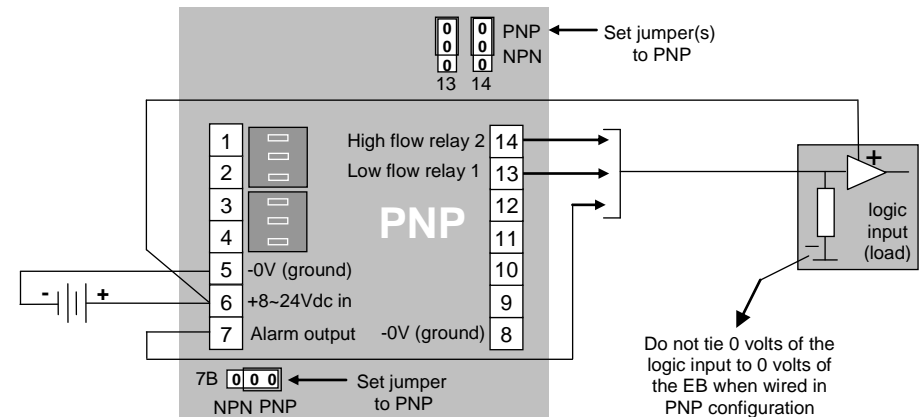 0 0 PNP
0 0 NPN
0 0
13 14
Set jumper(s)
to PNP
1
2
3
4
5 -0V (ground)
6 +8~24Vdc in
7 Alarm output
High flow relay 2 14
Low flow relay 1 13
12
11
10
9
-0V (ground) 8
PNP
- +
+
logic
input
(load)
–
Do not tie 0 volts of the
logic input to 0 volts of
the EB when wired in
PNP configuration
7B 0 0 0
NPN PNP
Set jumper
to PNP